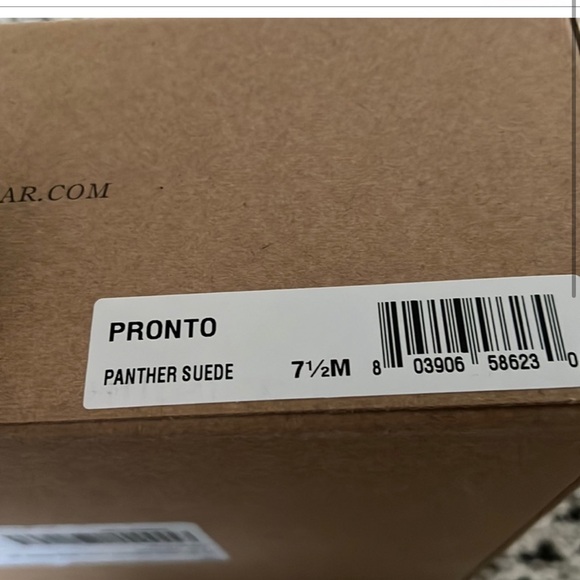 AR.COM
PRONTO
PANTHER SUEDE 7½M
8 03906 58623 0